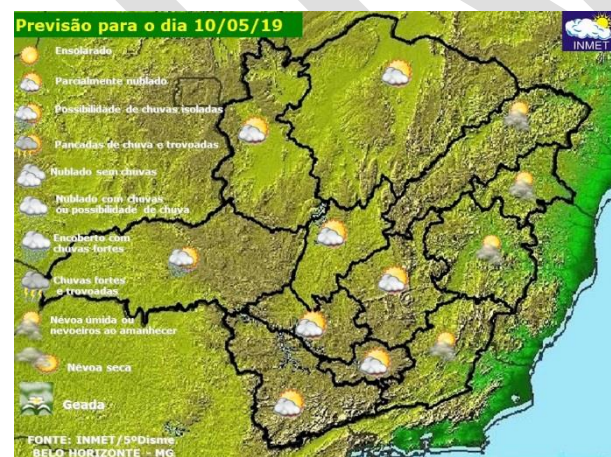 Previsão para o dia 10/05/19
INMET
Ensolarado
Parcialmente nublado
Possibilidade de chuvas isoladas
Pancadas de chuva e trovoadas
Nublado sem chuvas
Nublado com chuvas
ou possibilidade de chuva
Encoberto com
chuvas fortes
Chuvas fortes
e trovoadas
Névoa úmida ou
nevoeiros ao amanhecer
Névoa seca
Geada
FONTE: INMET/5ºDisme
BELO HORIZONTE - MG